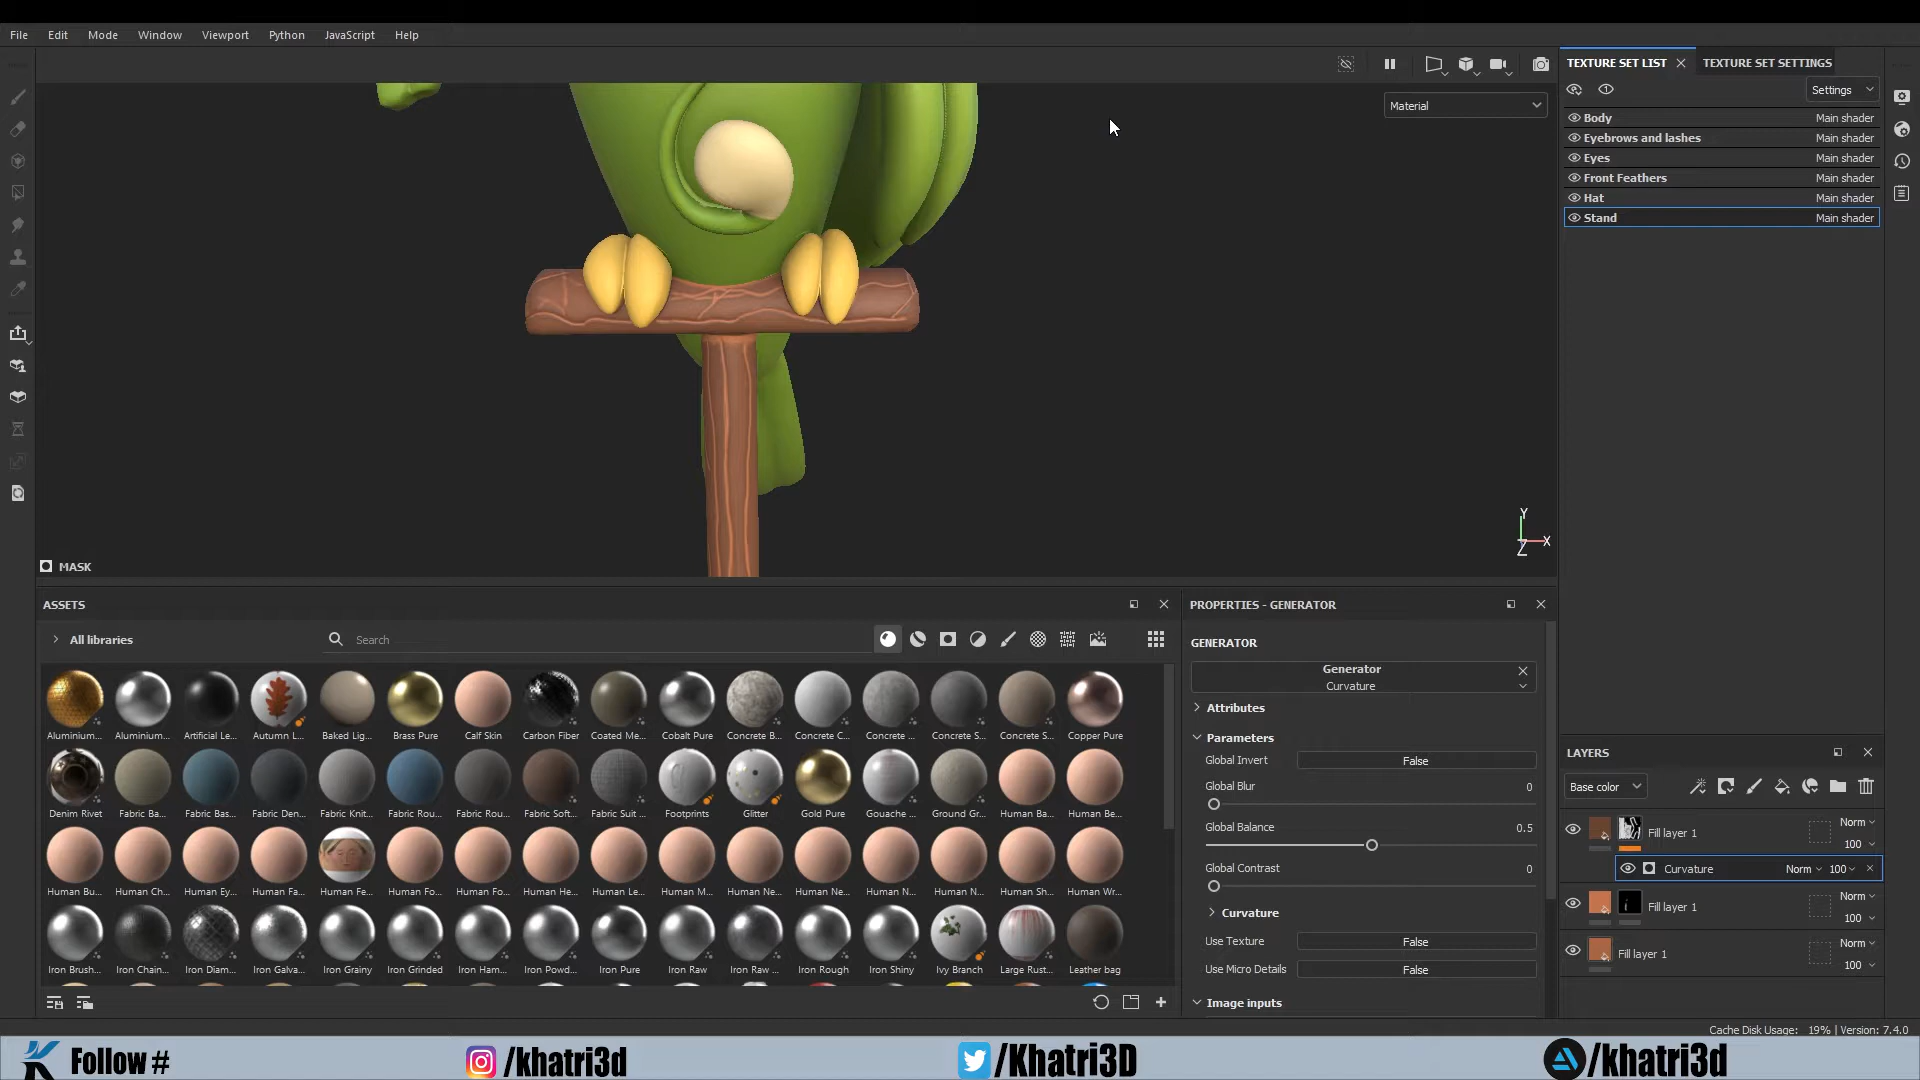 File Edit Mode Window Viewport Python JavaScript Help
TEXTURE SET LIST TEXTURE SET SETTINGS
Settings
Material
Body Main shader
Eyebrows and lashes Main shader
Eyes Main shader
Front Feathers Main shader
Hat Main shader
Stand Main shader
Y
X
Z
MASK
ASSETS
All libraries
Search
Aluminium... Aluminium... Artificial Le... Autumn L... Baked Lig... Brass Pure Calf Skin Carbon Fiber Coated Me... Cobalt Pure Concrete B... Concrete C... Concrete ... Concrete S... Concrete S... Copper Pure
Denim Rivet Fabric Ba... Fabric Bas... Fabric Den... Fabric Knit... Fabric Rou... Fabric Rou... Fabric Soft... Fabric Suit ... Footprints Glitter Gold Pure Gouache ... Ground Gr... Human Ba... Human Be...
Human Bu... Human Ch... Human Ey... Human Fa... Human Fe... Human Fo... Human Fo... Human He... Human Le... Human M... Human Ne... Human Ne... Human N... Human N... Human Sh... Human Wr...
Iron Brush... Iron Chain... Iron Diam... Iron Galva... Iron Grainy Iron Grinded Iron Ham... Iron Powd... Iron Pure Iron Raw Iron Raw ... Iron Rough Iron Shiny Ivy Branch Large Rust... Leather bag
PROPERTIES - GENERATOR
GENERATOR
Generator
Curvature
Attributes
Parameters
Global Invert False
Global Blur 0
Global Balance 0.5
Global Contrast 0
Curvature
Use Texture False
Use Micro Details False
Image inputs
LAYERS
Base color
Fill layer 1 Norm 100
Curvature Norm 100
Fill layer 1 Norm 100
Fill layer 1 Norm 100
Cache Disk Usage: 19% | Version: 7.4.0
Follow # /khatri3d /Khatri3D /khatri3d